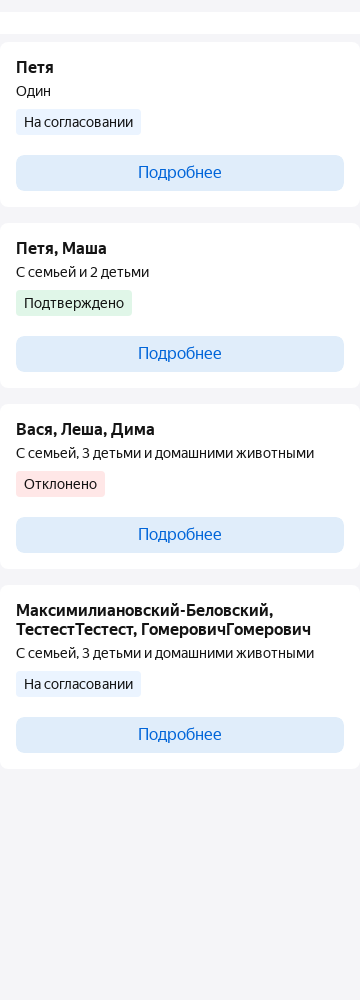 Петя
Один
На согласовании
Подробнее
Петя, Маша
С семьей и 2 детьми
Подтверждено
Подробнее
Вася, Леша, Дима
С семьей, 3 детьми и домашними животными
Отклонено
Подробнее
Максимилиановский-Беловский,
ТестестТестест, ГомеровичГомерович
С семьей, 3 детьми и домашними животными
На согласовании
Подробнее